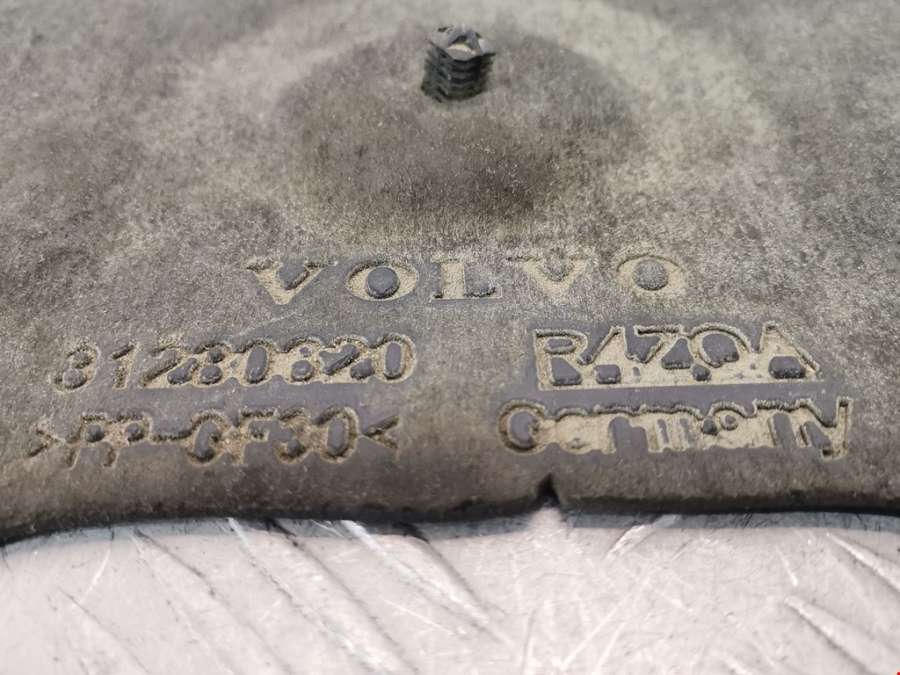 VOLVO
31280820
>PP-GF30<
Germany